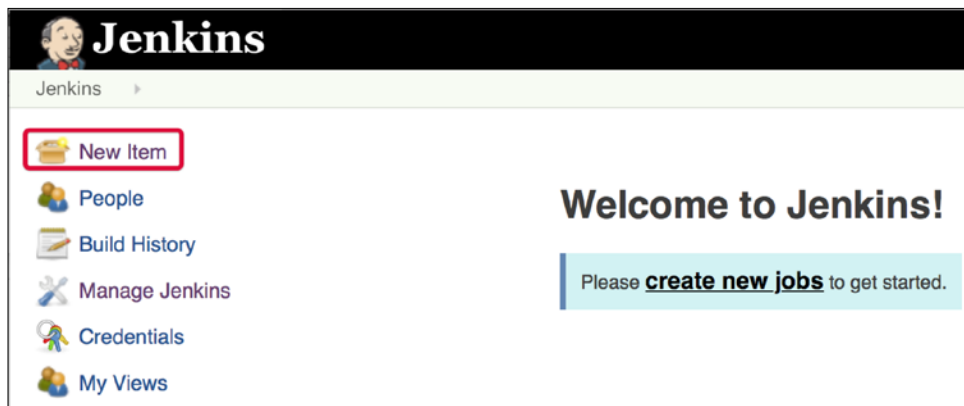 Jenkins
Jenkins
New Item
People
Build History
Manage Jenkins
Credentials
My Views
Welcome to Jenkins!
Please create new jobs to get started.